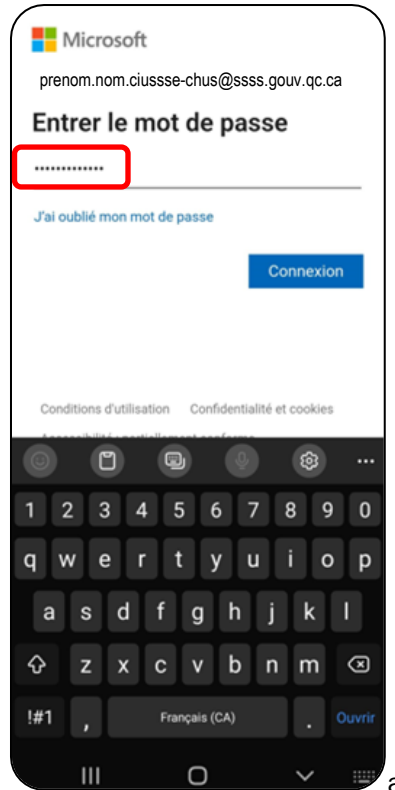 Microsoft
prenom.nom.ciussse-chus@ssss.gouv.qc.ca
Entrer le mot de passe
•••••••••••••
J'ai oublié mon mot de passe
Connexion
Conditions d'utilisation Confidentialité et cookies
1 2 3 4 5 6 7 8 9 0
q w e r t y u i o p
a s d f g h j k l
z x c v b n m
!#1 , Français (CA) . Ouvrir
a